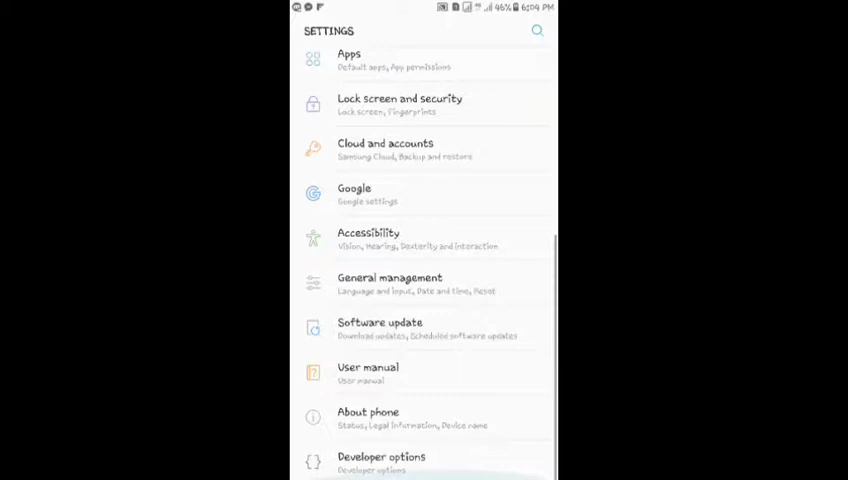 46% 6:04 PM
SETTINGS
Apps
Default apps, App permissions
Lock screen and security
Lock screen, Fingerprints
Cloud and accounts
Samsung Cloud, Backup and restore
Google
Google settings
Accessibility
Vision, Hearing, Dexterity and interaction
General management
Language and input, Date and time, Reset
Software update
Download updates, Scheduled software updates
User manual
User manual
About phone
Status, Legal information, Device name
Developer options
Developer options